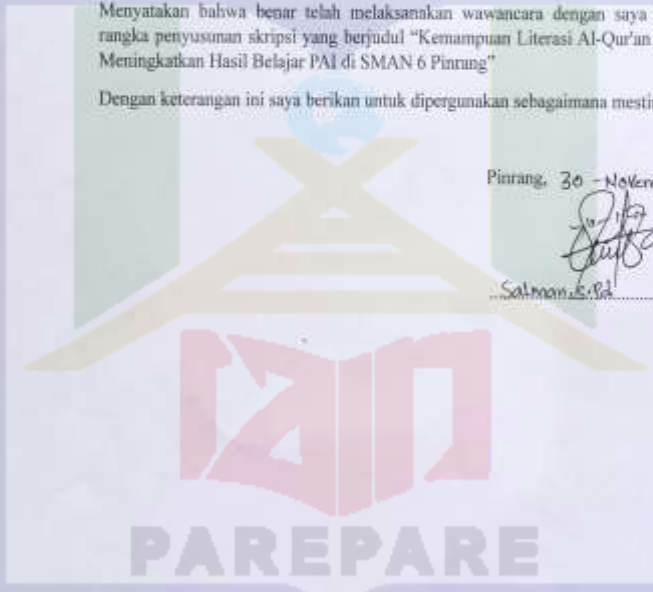 Menyatakan bahwa benar telah melaksanakan wawancara dengan saya
rangka penyusunan skripsi yang berjudul “Kemampuan Literasi Al-Qur'an
Meningkatkan Hasil Belajar PAI di SMAN 6 Pinrang”
Dengan keterangan ini saya berikan untuk dipergunakan sebagaimana
Pinrang, 30 - Novem
Salman, S.Pd
IAIN
PAREPARE